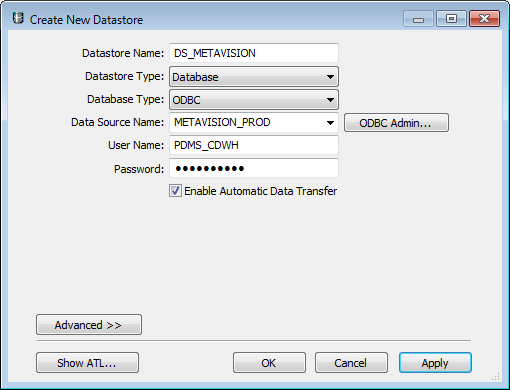 Create New Datastore
Datastore Name: DS_METAVISION
Datastore Type: Database
Database Type: ODBC
Data Source Name: METAVISION_PROD ODBC Admin...
User Name: PDMS_CDWH
Password: ●●●●●●●●●●
Enable Automatic Data Transfer
Advanced >>
Show ATL... OK Cancel Apply